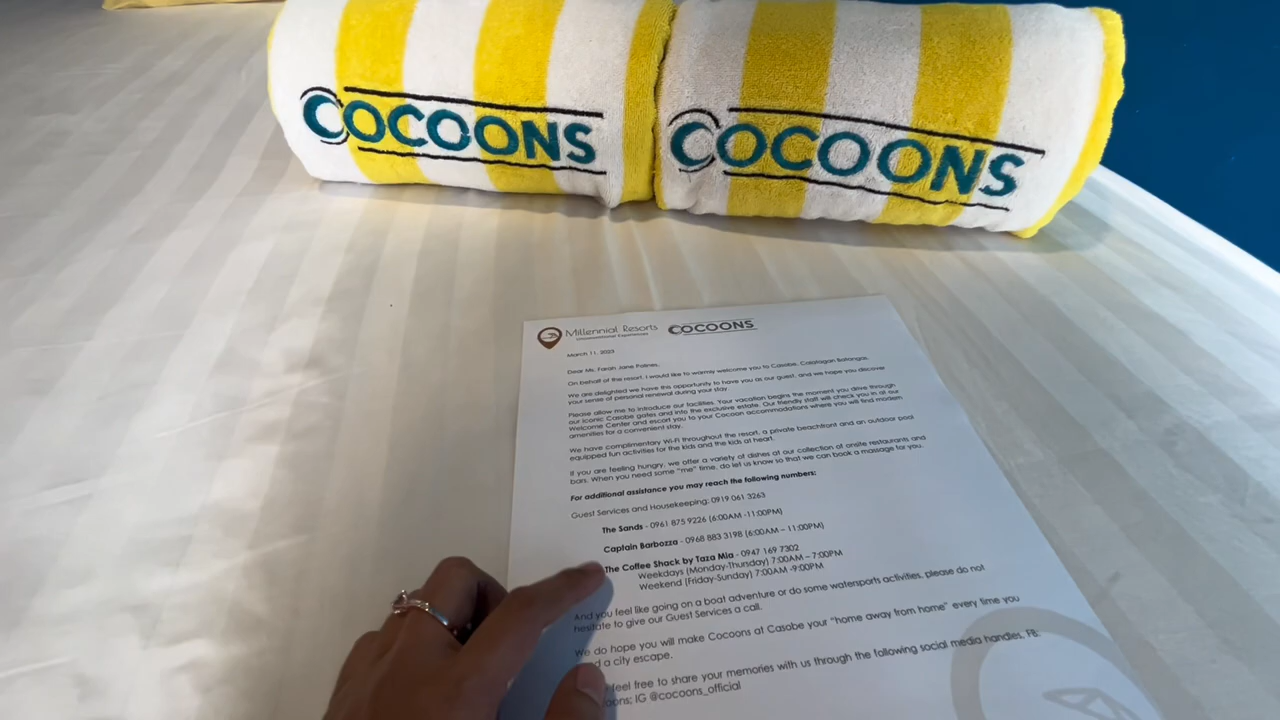 COCOONS COCOONS
Millennial Resorts COCOONS
Unconventional Experiences
March 11, 2023
Dear Ms. Farah Jane
On behalf of the resort, I would like to warmly welcome you to Casobe, Calatagan Batangas.
We are delighted we have this opportunity to have you as our guest, and we hope you discover
your sense of personal renewal during your stay.
Please allow me to introduce our facilities. Your vacation begins the moment you drive through
our iconic Casobe gates and into the exclusive estate. Our friendly staff will check you in at our
Welcome Center and escort you to your Cocoon accommodations where you will find modern
amenities for a convenient stay.
We have complimentary Wi-Fi throughout the resort, a private beachfront and an outdoor pool
equipped fun activities for the kids and the kids at heart.
If you are feeling hungry, we offer a variety of dishes at our collection of onsite restaurants and
bars. When you need some "me" time, do let us know so that we can book a massage for you.
For additional assistance you may reach the following numbers:
Guest Services and Housekeeping: 0919 061 3263
The Sands - 0961 875 9226 (6:00AM -11:00PM)
Captain Barbozza - 0968 883 3198 (6:00AM – 11:00PM)
The Coffee Shack by Taza Mia - 0947 169 7302
Weekdays (Monday-Thursday) 7:00AM – 7:00PM
Weekend (Friday-Sunday) 7:00AM -9:00PM
And you feel like going on a boat adventure or do some watersports activities, please do not
hesitate to give our Guest Services a call.
We do hope you will make Cocoons at Casobe your "home away from home" every time you
a city escape.
feel free to share your memories with us through the following social media handles, FB:
oons; IG @cocoons_official